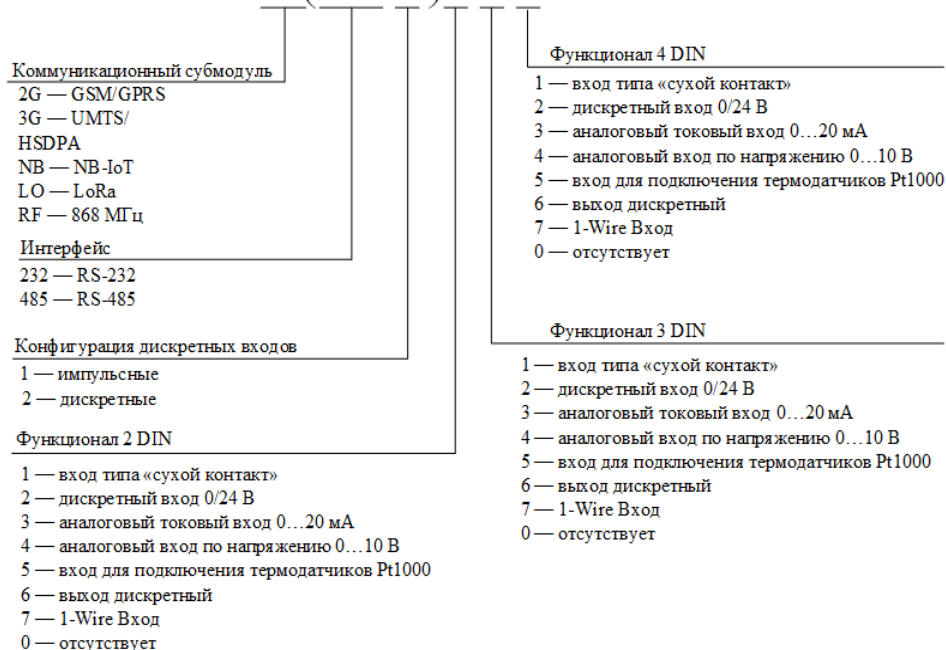 Коммуникационный субмодуль
2G — GSM/GPRS
3G — UMTS/
HSDPA
NB — NB-IoT
LO — LoRa
RF — 868 МГц
Интерфейс
232 — RS-232
485 — RS-485
Конфигурация дискретных входов
1 — импульсные
2 — дискретные
Функционал 2 DIN
1 — вход типа «сухой контакт»
2 — дискретный вход 0/24 В
3 — аналоговый токовый вход 0…20 мА
4 — аналоговый вход по напряжению 0…10 В
5 — вход для подключения термодатчиков Pt1000
6 — выход дискретный
7 — 1-Wire Вход
0 — отсутствует
Функционал 4 DIN
1 — вход типа «сухой контакт»
2 — дискретный вход 0/24 В
3 — аналоговый токовый вход 0…20 мА
4 — аналоговый вход по напряжению 0…10 В
5 — вход для подключения термодатчиков Pt1000
6 — выход дискретный
7 — 1-Wire Вход
0 — отсутствует
Функционал 3 DIN
1 — вход типа «сухой контакт»
2 — дискретный вход 0/24 В
3 — аналоговый токовый вход 0…20 мА
4 — аналоговый вход по напряжению 0…10 В
5 — вход для подключения термодатчиков Pt1000
6 — выход дискретный
7 — 1-Wire Вход
0 — отсутствует